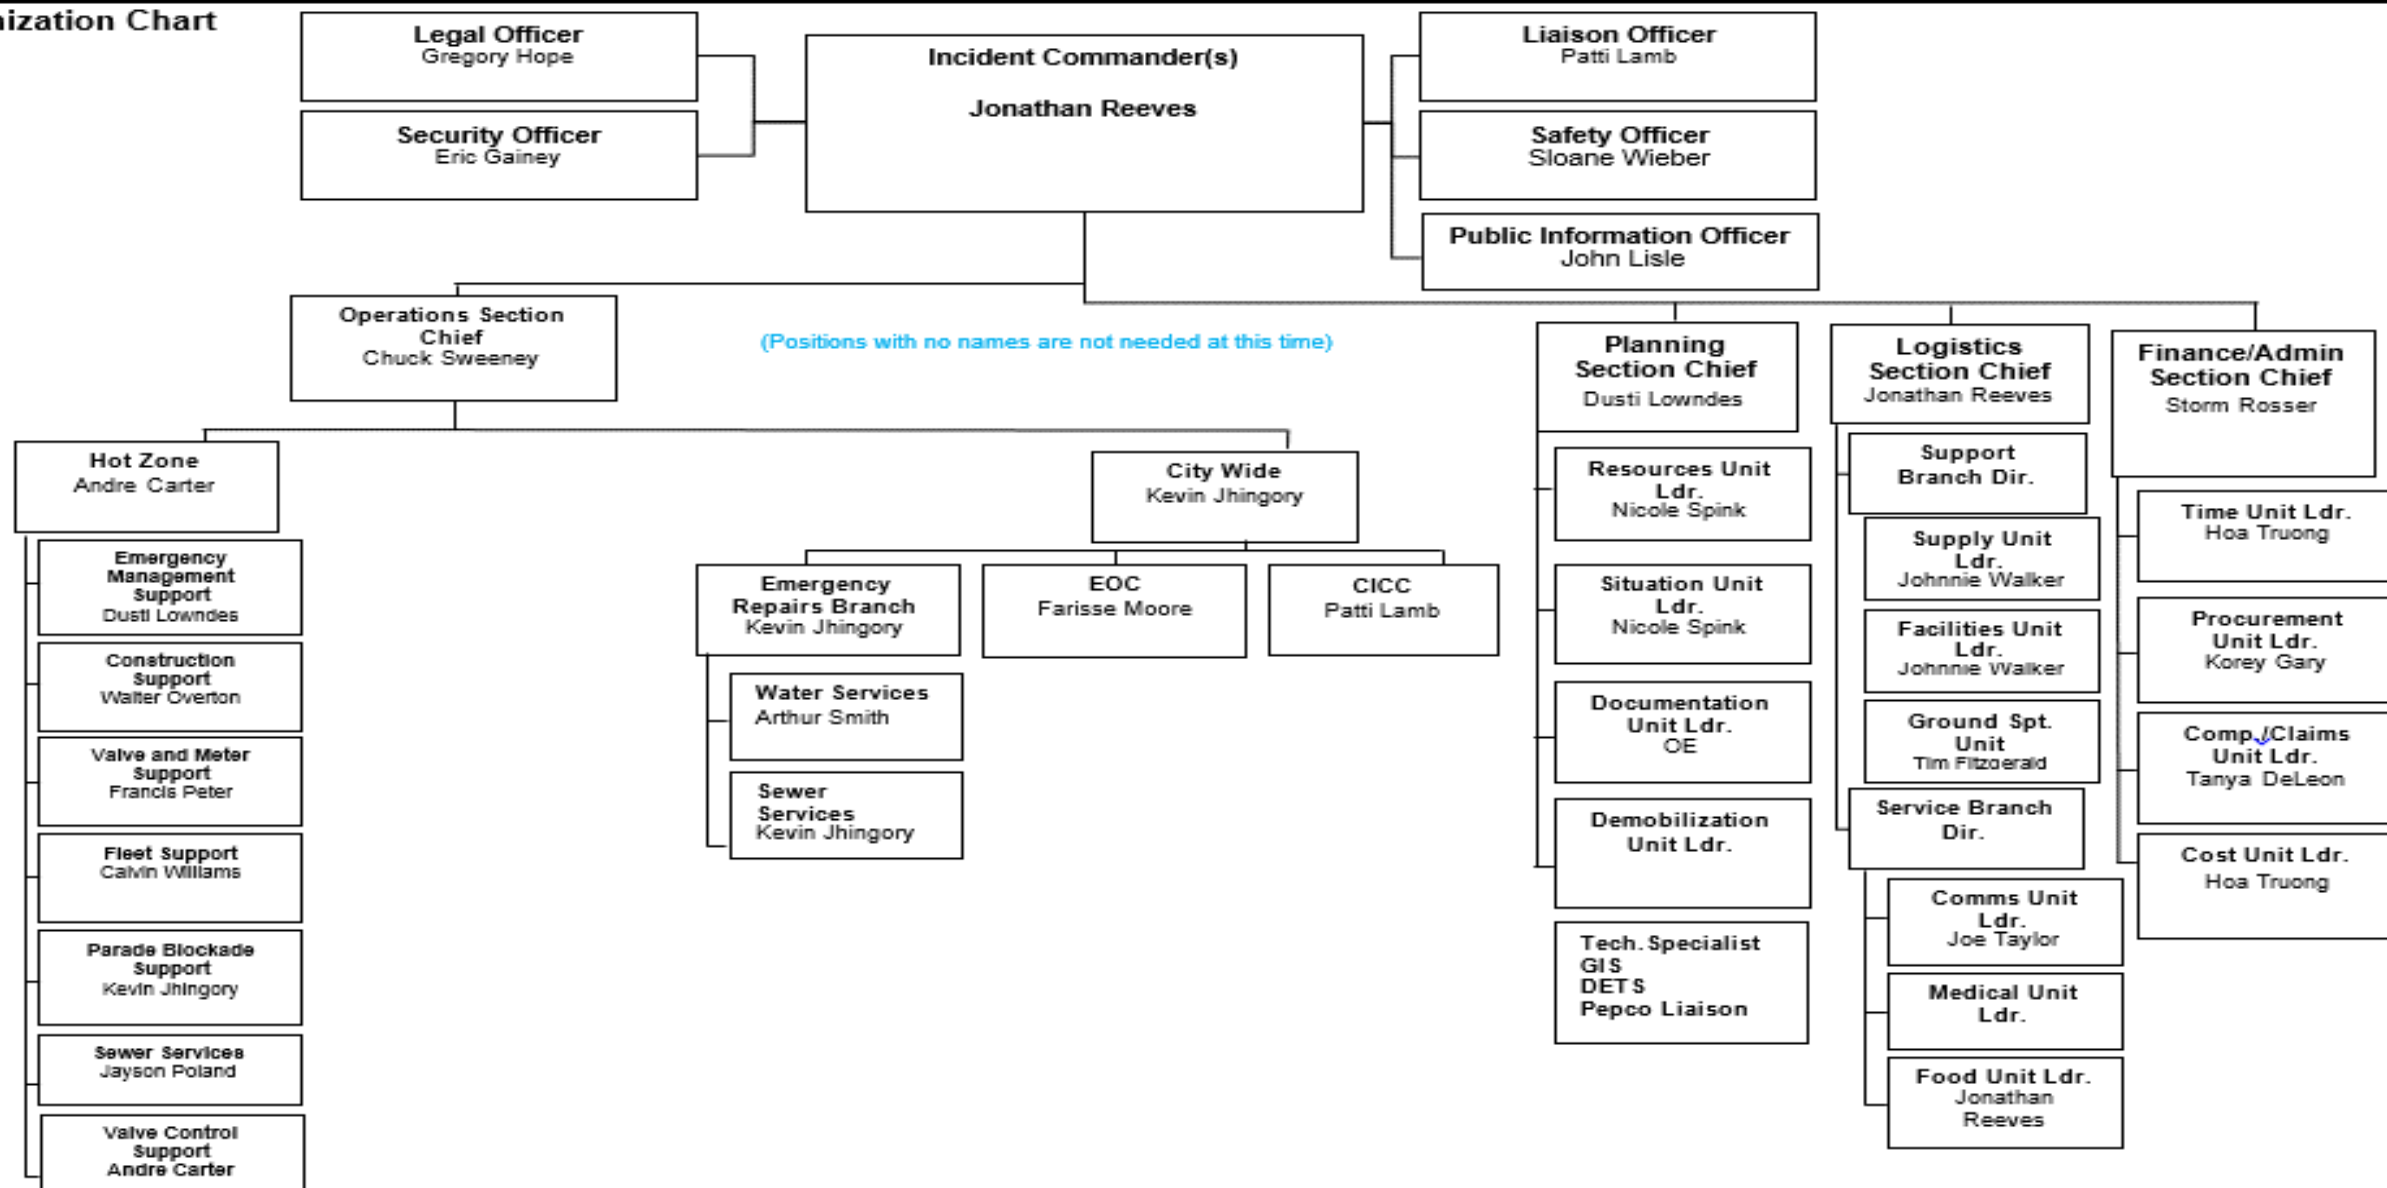 nization Chart
Legal Officer
Gregory Hope
Security Officer
Eric Gainey
Incident Commander(s)
Jonathan Reeves
Liaison Officer
Patti Lamb
Safety Officer
Sloane Wieber
Public Information Officer
John Lisle
Operations Section
Chief
Chuck Sweeney
(Positions with no names are not needed at this time)
Hot Zone
Andre Carter
Emergency
Management
Support
Dusti Lowndes
Construction
Support
Walter Overton
Valve and Meter
Support
Francis Peter
Fleet Support
Calvin Williams
Parade Blockade
Support
Kevin Jhingory
Sewer Services
Jayson Poland
Valve Control
Support
Andre Carter
City Wide
Kevin Jhingory
Emergency
Repairs Branch
Kevin Jhingory
Water Services
Arthur Smith
Sewer
Services
Kevin Jhingory
EOC
Farisse Moore
CICC
Patti Lamb
Planning
Section Chief
Dusti Lowndes
Resources Unit
Ldr.
Nicole Spink
Situation Unit
Ldr.
Nicole Spink
Documentation
Unit Ldr.
OE
Demobilization
Unit Ldr.
Tech. Specialist
GIS
DETS
Pepco Liaison
Logistics
Section Chief
Jonathan Reeves
Support
Branch Dir.
Supply Unit
Ldr.
Johnnie Walker
Facilities Unit
Ldr.
Johnnie Walker
Ground Spt.
Unit
Tim Fitzgerald
Service Branch
Dir.
Comms Unit
Ldr.
Joe Taylor
Medical Unit
Ldr.
Food Unit Ldr.
Jonathan
Reeves
Finance/Admin
Section Chief
Storm Rosser
Time Unit Ldr.
Hoa Truong
Procurement
Unit Ldr.
Korey Gary
Comp./Claims
Unit Ldr.
Tanya DeLeon
Cost Unit Ldr.
Hoa Truong